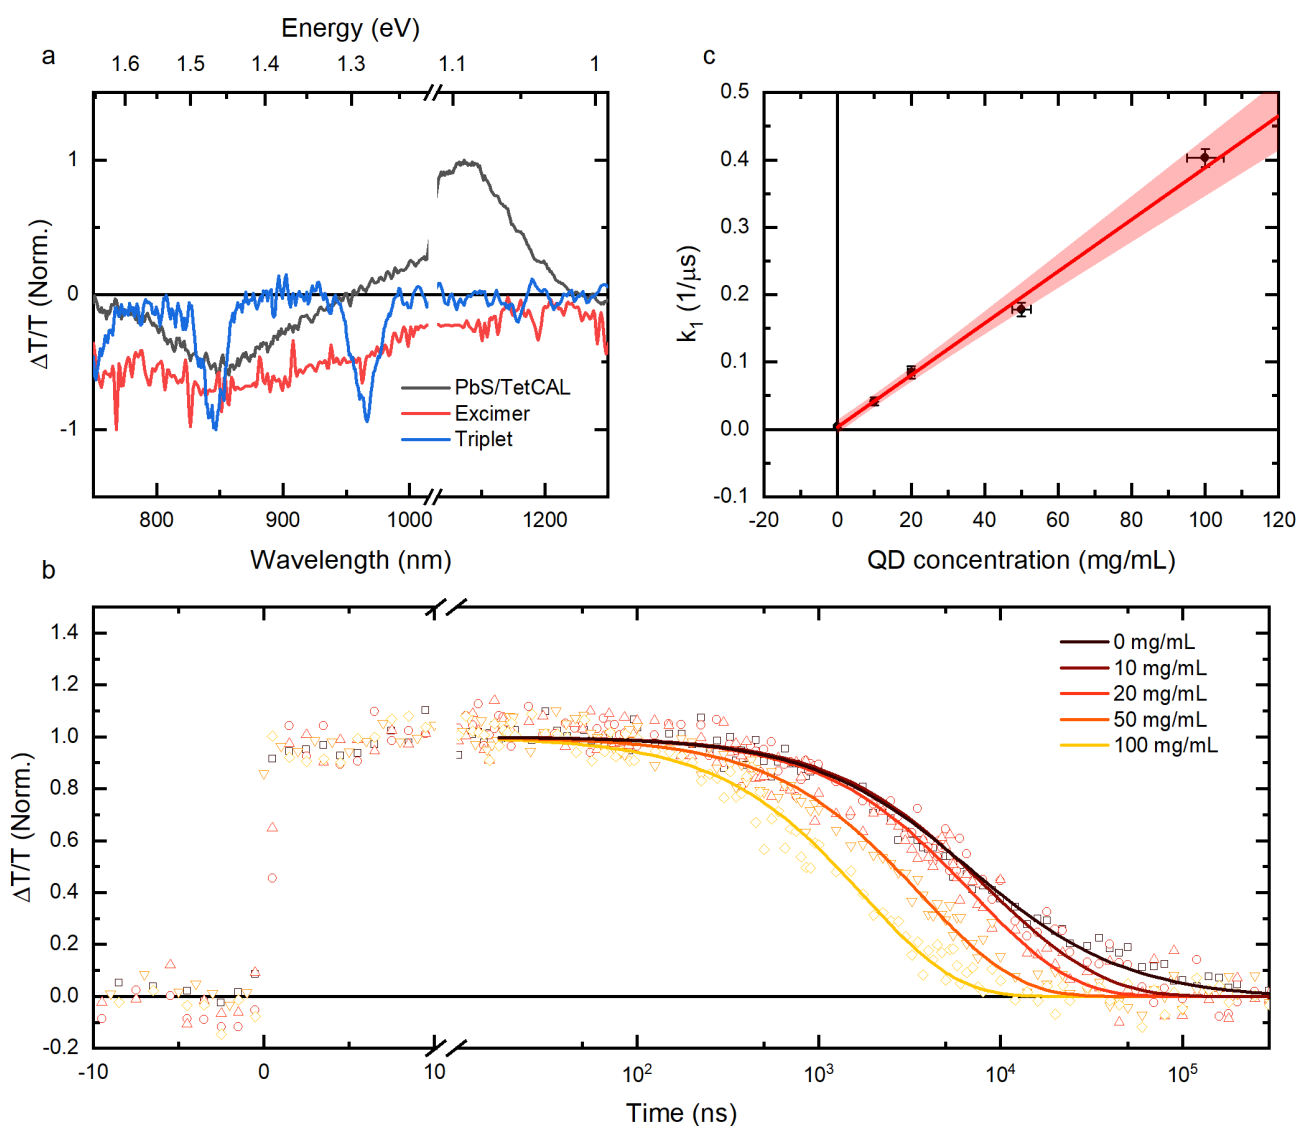 a
Energy (eV)
1.6 1.5 1.4 1.3 1.1 1
ΔT/T (Norm.)
1
0
-1
PbS/TetCAL
Excimer
Triplet
800 900 1000 1200
Wavelength (nm)
c
k₁ (1/μs)
0.5
0.4
0.3
0.2
0.1
0.0
-0.1
-20 0 20 40 60 80 100 120
QD concentration (mg/mL)
b
ΔT/T (Norm.)
1.4
1.2
1.0
0.8
0.6
0.4
0.2
0.0
-0.2
0 mg/mL
10 mg/mL
20 mg/mL
50 mg/mL
100 mg/mL
-10 0 10 10² 10³ 10⁴ 10⁵
Time (ns)